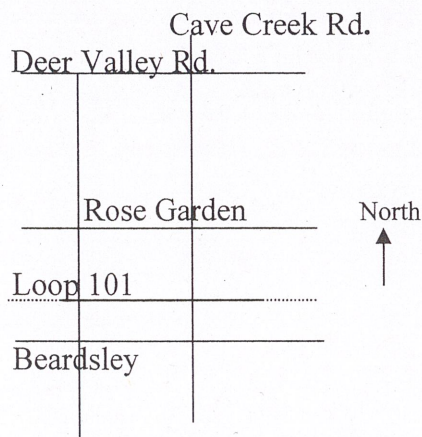 Cave Creek Rd.
Deer Valley Rd.
Rose Garden
North
Loop 101
Beardsley